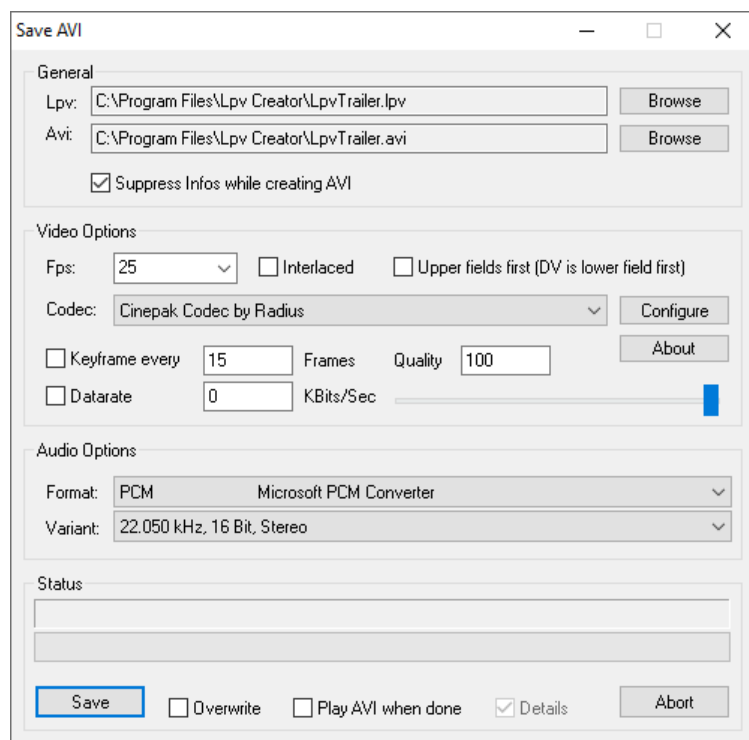 Save AVI
General
Lpv: C:\Program Files\Lpv Creator\LpvTrailer.lpv Browse
Avi: C:\Program Files\Lpv Creator\LpvTrailer.avi Browse
Suppress Infos while creating AVI
Video Options
Fps: 25 Interlaced Upper fields first (DV is lower field first)
Codec: Cinepak Codec by Radius Configure
About
Keyframe every 15 Frames Quality 100
Datarate 0 KBits/Sec
Audio Options
Format: PCM Microsoft PCM Converter
Variant: 22.050 kHz, 16 Bit, Stereo
Status
Save Overwrite Play AVI when done Details Abort